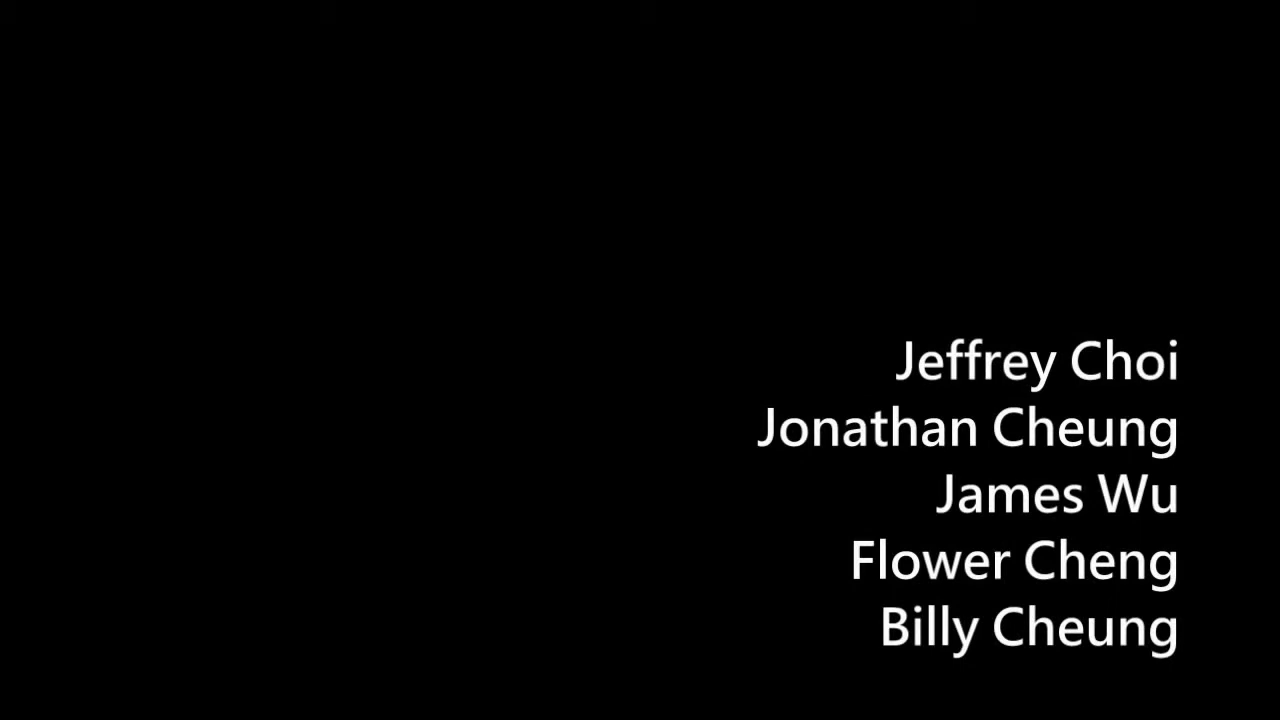 Jeffrey Choi
Jonathan Cheung
James Wu
Flower Cheng
Billy Cheung